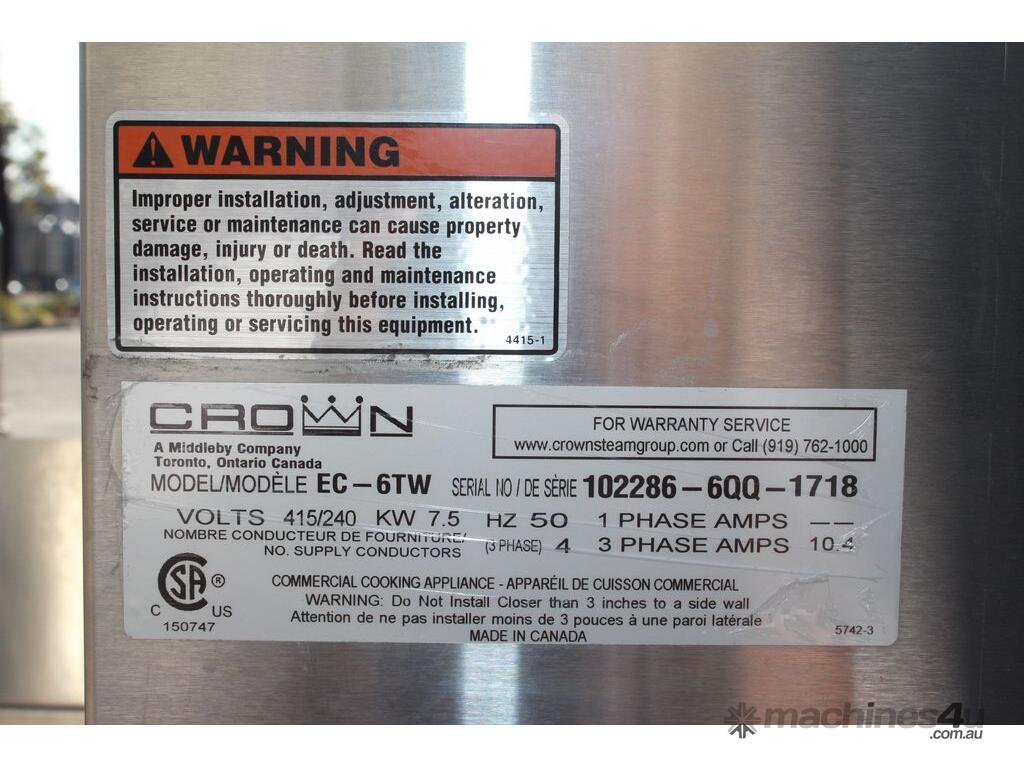 WARNING
Improper installation, adjustment, alteration,
service or maintenance can cause property
damage, injury or death. Read the
installation, operating and maintenance
instructions thoroughly before installing,
operating or servicing this equipment.
4415-1
CROWN
A Middleby Company
Toronto, Ontario Canada
FOR WARRANTY SERVICE
www.crownsteamgroup.com or Call (919) 762-1000
MODEL/MODÈLE EC-6TW SERIAL NO / DE SÈRIE 102286-6QQ-1718
VOLTS 415/240 KW 7.5 HZ 50 1 PHASE AMPS --
NOMBRE CONDUCTEUR DE FOURNITURE/
NO. SUPPLY CONDUCTORS (3 PHASE) 4 3 PHASE AMPS 10.4
CSA ®
C US
150747
COMMERCIAL COOKING APPLIANCE - APPARÉIL DE CUISSON COMMERCIAL
WARNING: Do Not Install Closer than 3 inches to a side wall
Attention de ne pas installer moins de 3 pouces à une paroi latérale
MADE IN CANADA
5742-3
machines4u
.com.au